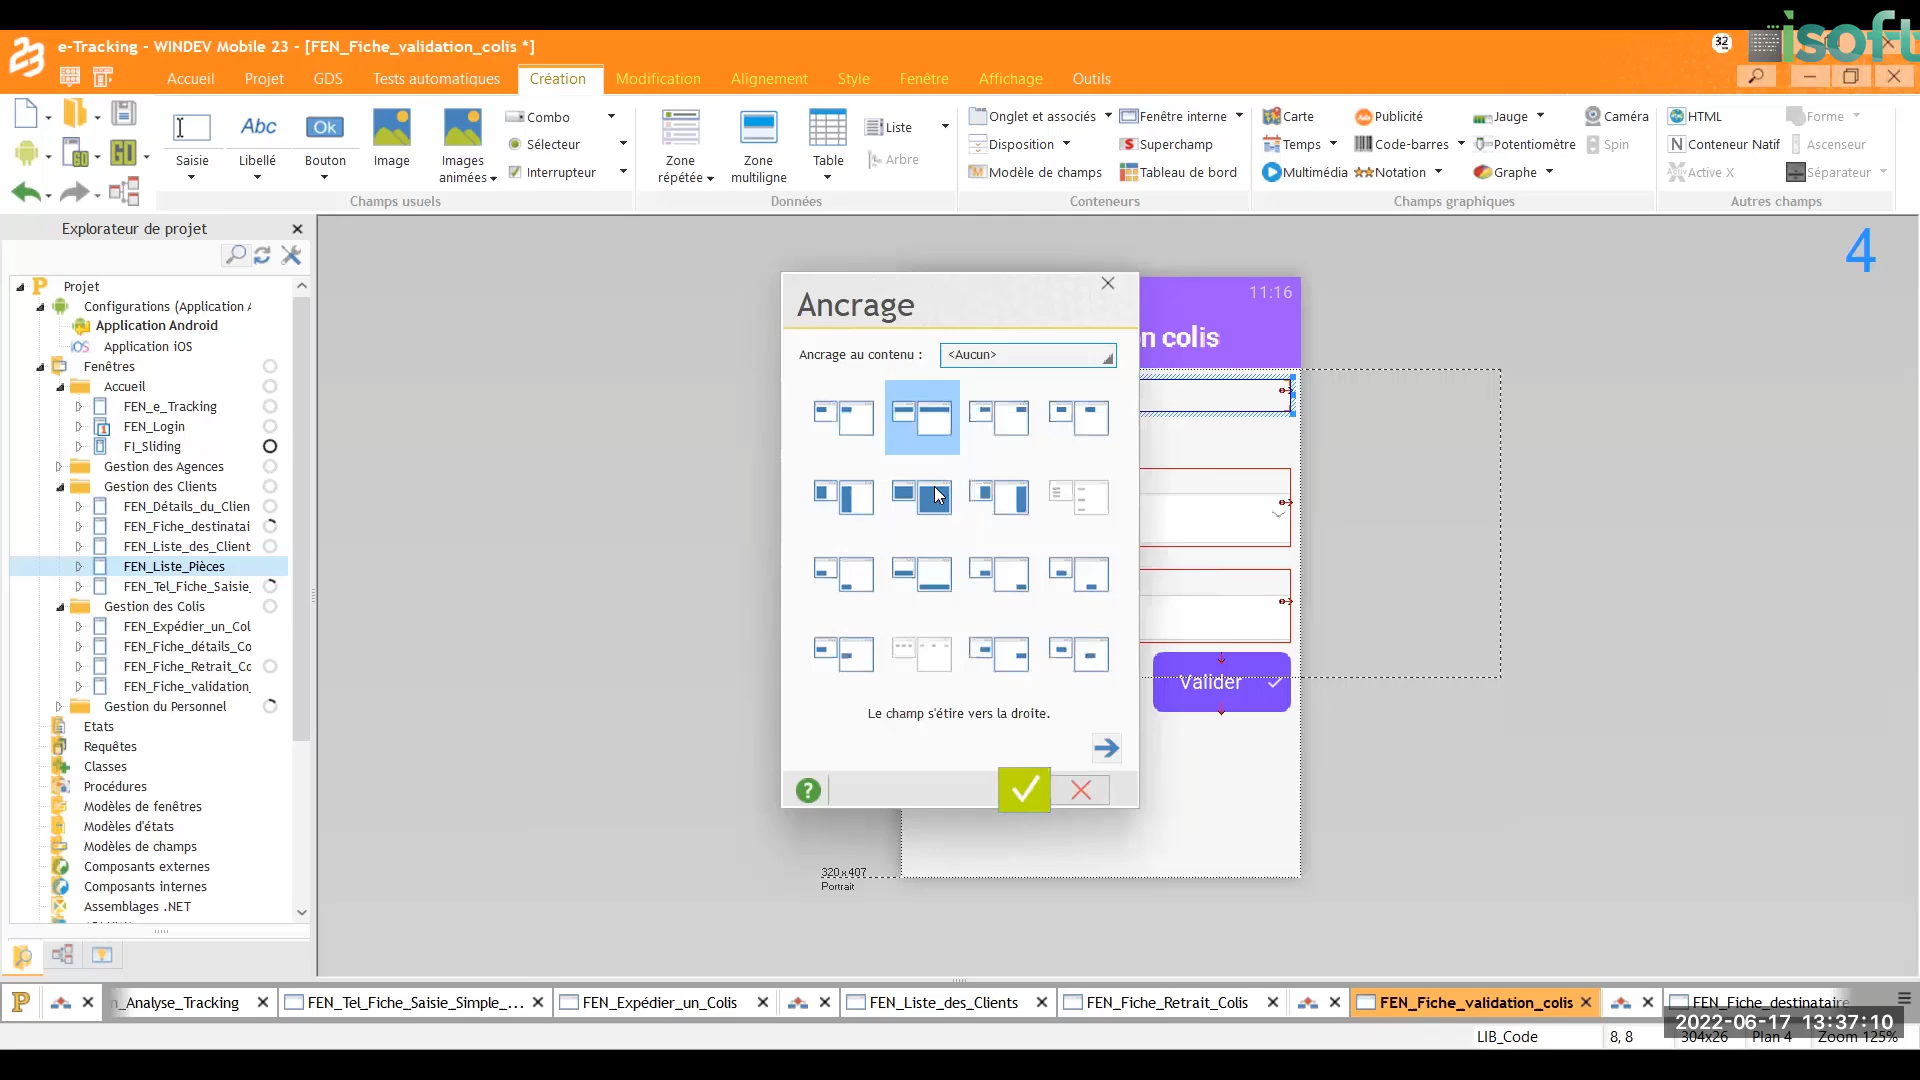 isoft
e-Tracking - WINDEV Mobile 23 - [FEN_Fiche_validation_colis *]
32
Accueil Projet GDS Tests automatiques Création Modification Alignement Style Fenêtre Affichage Outils
Saisie
Abc
Libellé
Ok
Bouton
Image
Images
animées
Combo
Sélecteur
Interrupteur
Champs usuels
Zone
répétée
Zone
multiligne
Table
Liste
Arbre
Données
Onglet et associés
Disposition
Modèle de champs
Fenêtre interne
Superchamp
Tableau de bord
Conteneurs
Carte
Temps
Multimédia
Publicité
Code-barres
Notation
Jauge
Potentiomètre
Graphe
Caméra
Spin
Champs graphiques
HTML
Conteneur Natif
Active X
Forme
Ascenseur
Séparateur
Autres champs
Explorateur de projet
Projet
Configurations (Application A
Application Android
Application iOS
Fenêtres
Accueil
FEN_e_Tracking
FEN_Login
FI_Sliding
Gestion des Agences
Gestion des Clients
FEN_Détails_du_Clien
FEN_Fiche_destinatai
FEN_Liste_des_Client
FEN_Liste_Pièces
FEN_Tel_Fiche_Saisie_
Gestion des Colis
FEN_Expédier_un_Col
FEN_Fiche_détails_Co
FEN_Fiche_Retrait_Co
FEN_Fiche_validation_
Gestion du Personnel
Etats
Requêtes
Classes
Procédures
Modèles de fenêtres
Modèles d'états
Modèles de champs
Composants externes
Composants internes
Assemblages .NET
4
Ancrage
Ancrage au contenu : <Aucun>
Le champ s'étire vers la droite.
11:16
n colis
Valider
320x407
Portrait
n_Analyse_Tracking FEN_Tel_Fiche_Saisie_Simple_... FEN_Expédier_un_Colis FEN_Liste_des_Clients FEN_Fiche_Retrait_Colis FEN_Fiche_validation_colis FEN_Fiche_destinataire
2022-06-17 13:37:10
LIB_Code 8, 8 304x26 Plan 4 Zoom 125%